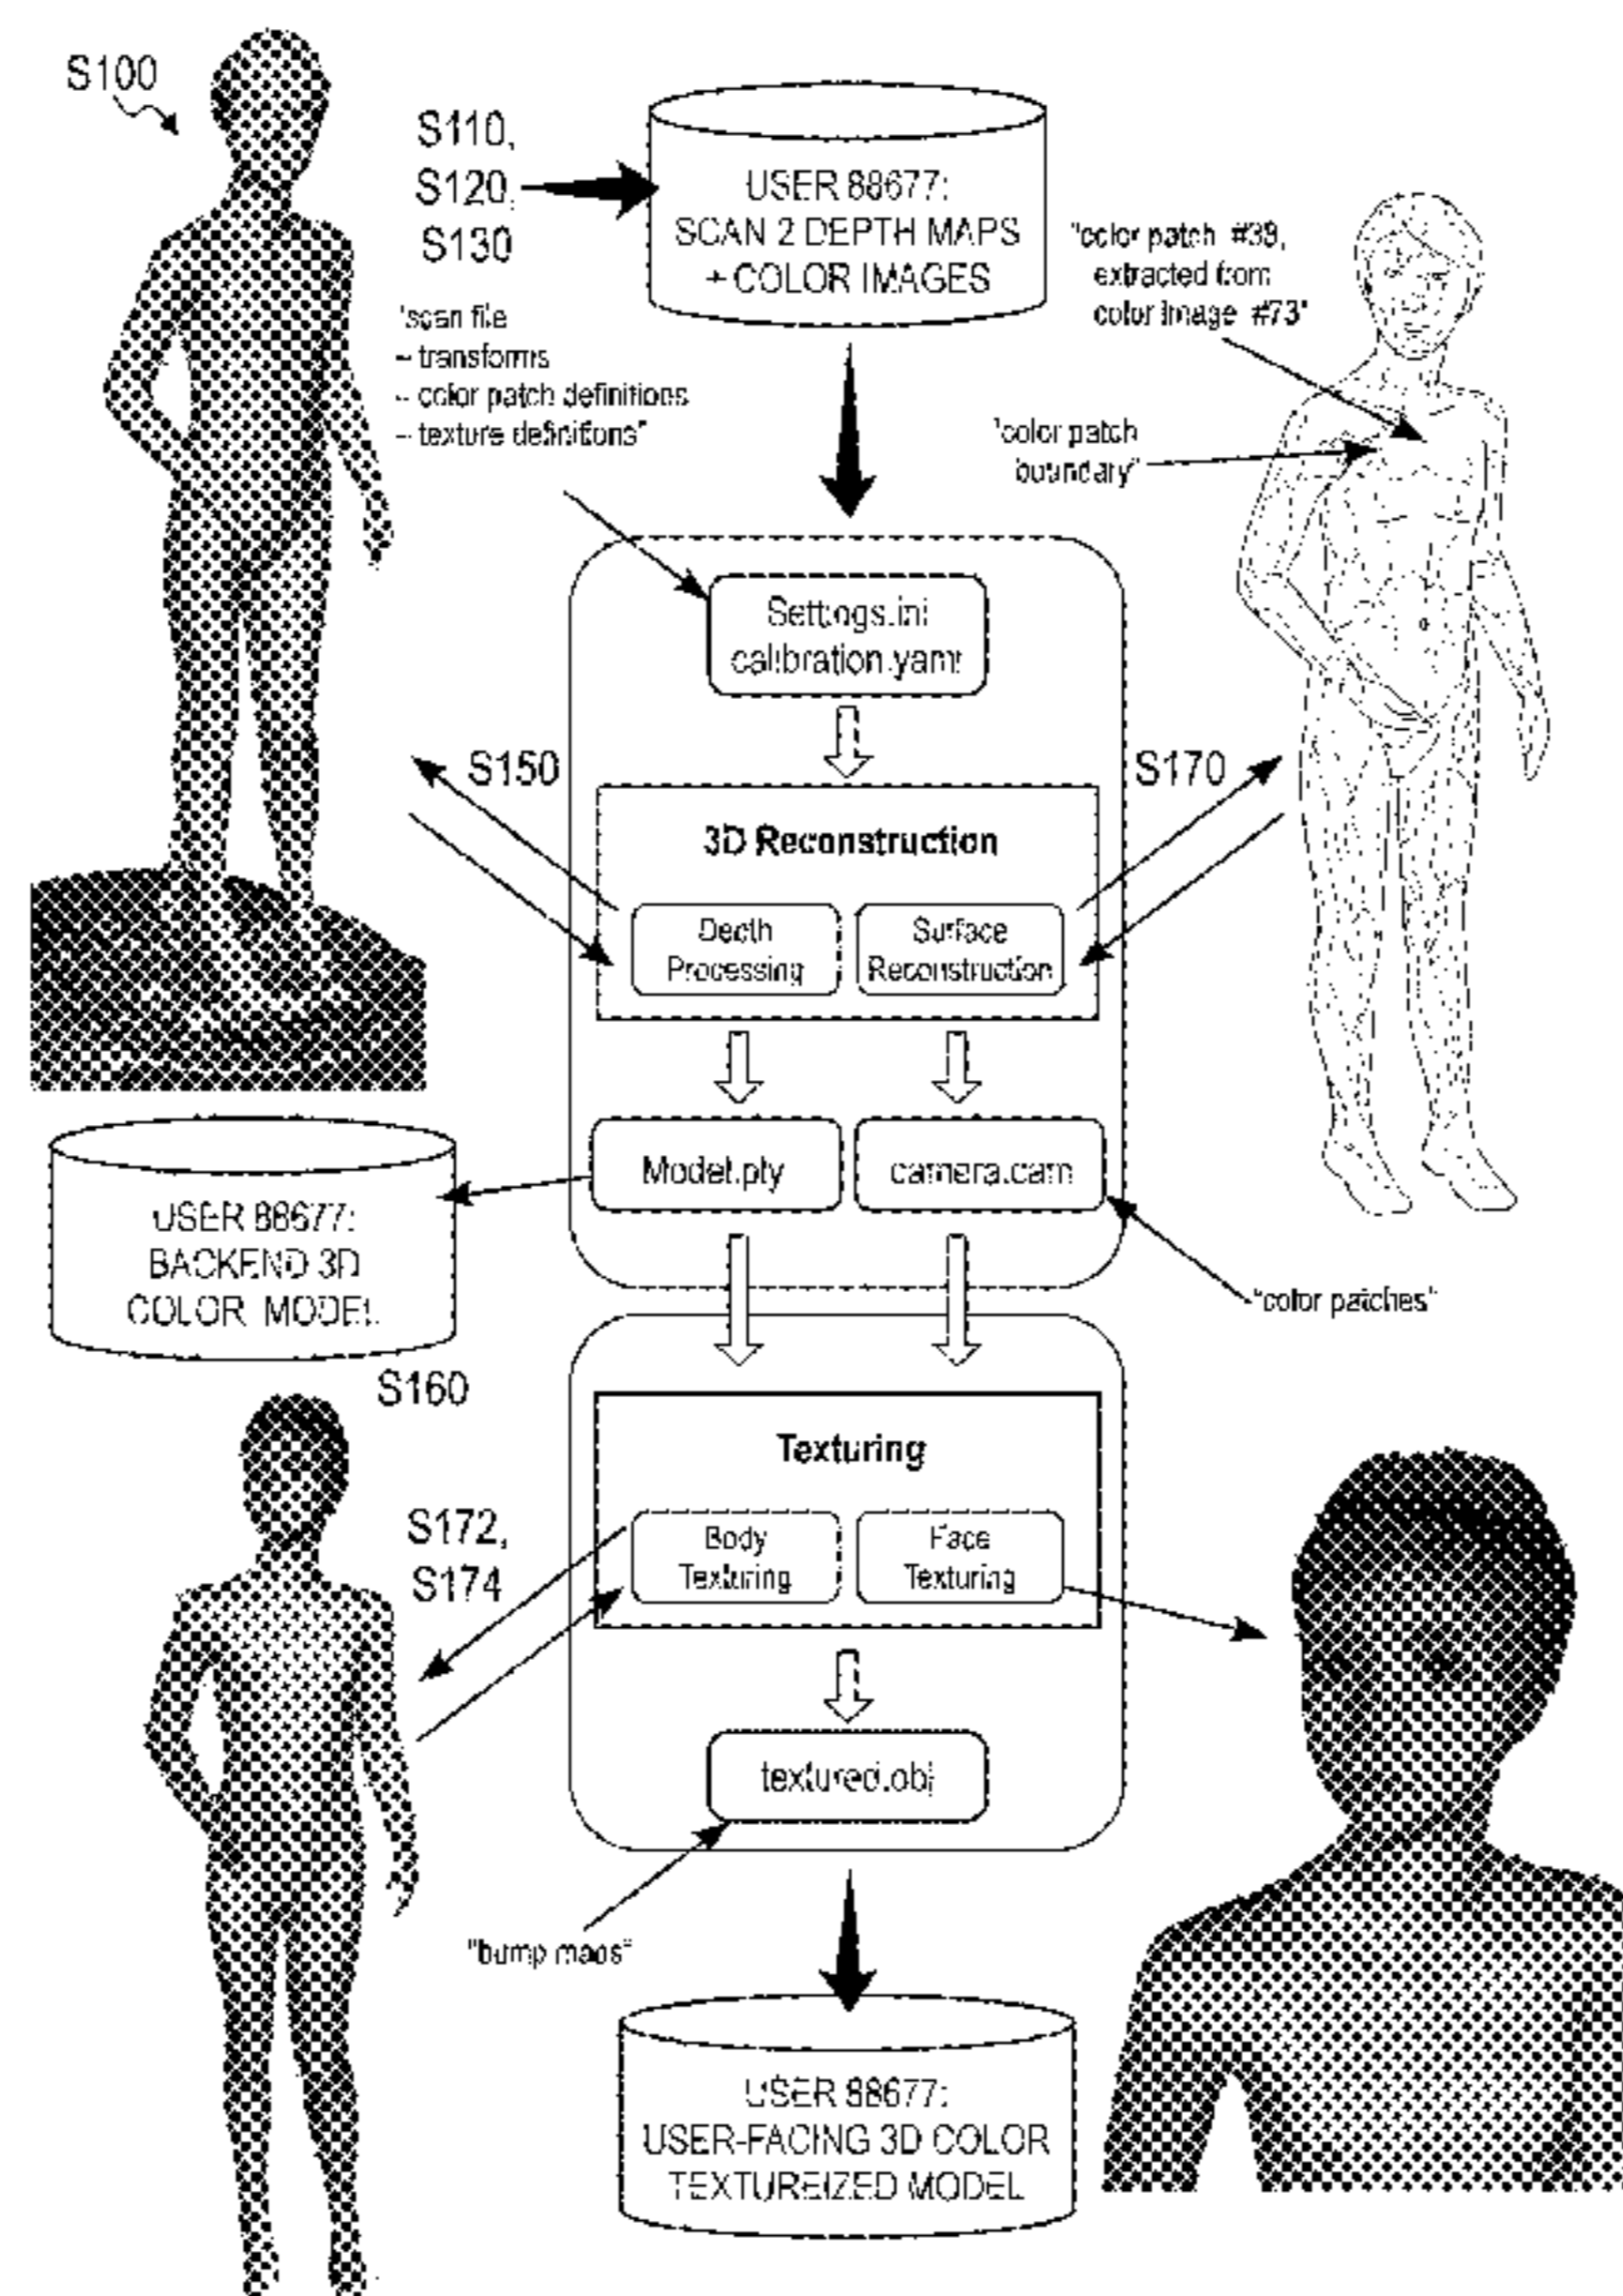 S100
S110,
S120,
S130
USER 88677:
SCAN 2 DEPTH MAPS
+ COLOR IMAGES
"scan file
– transforms
– color patch definitions
– texture definitions"
"color patch #39,
extracted from
color image #73"
"color patch
boundary"
Settings.ini
calibration.yaml
S150
S170
3D Reconstruction
Depth
Processing
Surface
Reconstruction
Model.ply
camera.cam
USER 88677:
BACKEND 3D
COLOR MODEL
"color patches"
S160
Texturing
S172,
S174
Body
Texturing
Face
Texturing
textured.obj
"bump maps"
USER 88677:
USER-FACING 3D COLOR
TEXTUREIZED MODEL